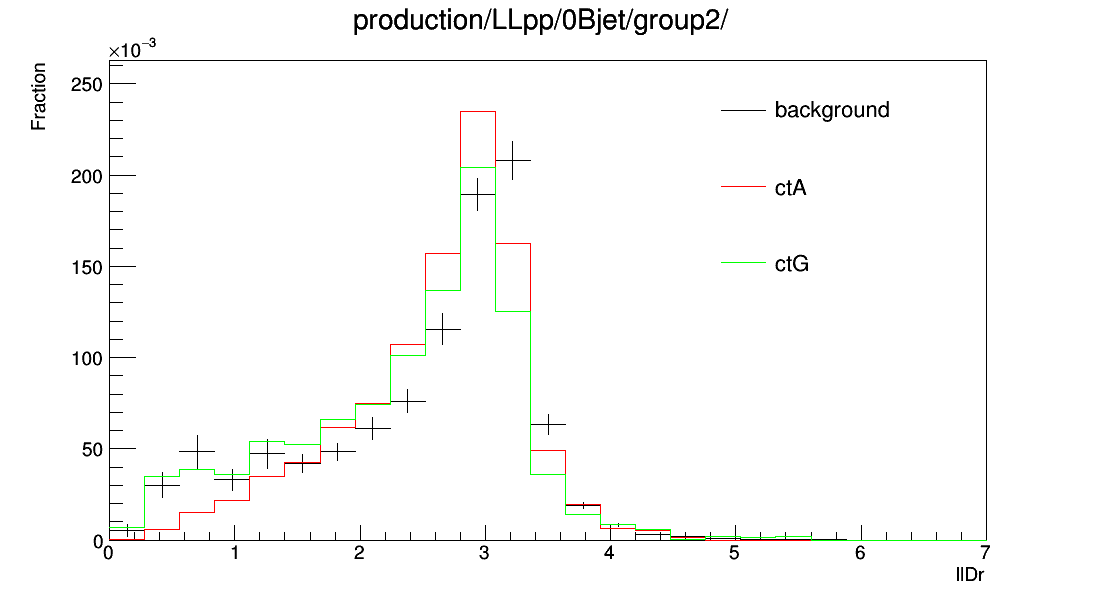 production/LLpp/0Bjet/group2/
×10⁻³
Fraction
250
200
150
100
50
0
background
ctA
ctG
0 1 2 3 4 5 6 7
llDr